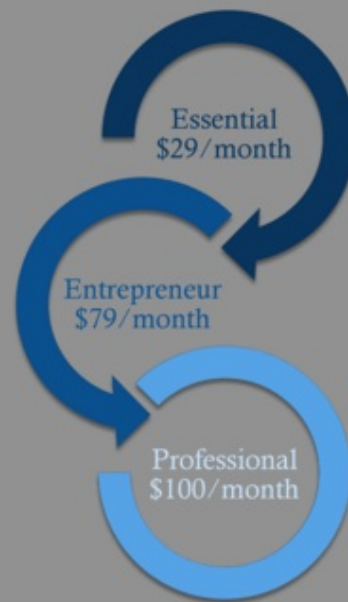 Essential
$29/month
Entrepreneur
$79/month
Professional
$100/month